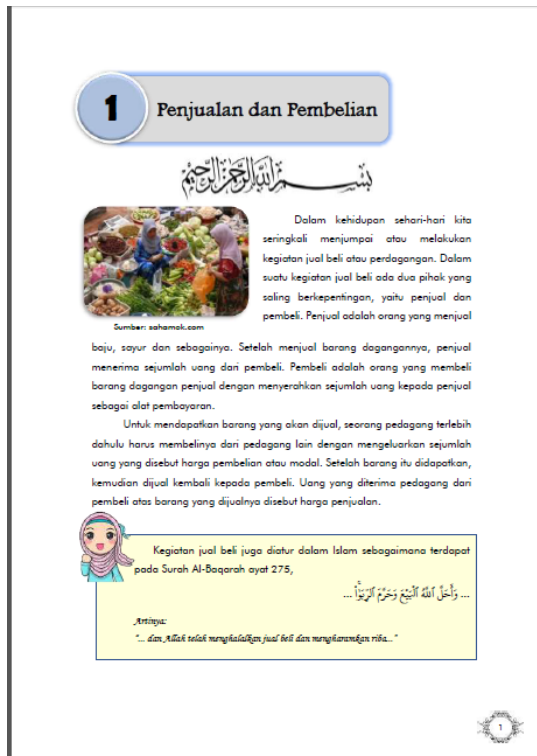 1
Penjualan dan Pembelian
بِسْمِ اللَّهِ الرَّحْمَٰنِ الرَّحِيمِ
Dalam kehidupan sehari-hari kita
seringkali menjumpai atau melakukan
kegiatan jual beli atau perdagangan. Dalam
suatu kegiatan jual beli ada dua pihak yang
saling berkepentingan, yaitu penjual dan
pembeli. Penjual adalah orang yang menjual
Sumber: sahamok.com
baju, sayur dan sebagainya. Setelah menjual barang dagangannya, penjual
menerima sejumlah uang dari pembeli. Pembeli adalah orang yang membeli
barang dagangan penjual dengan menyerahkan sejumlah uang kepada penjual
sebagai alat pembayaran.
Untuk mendapatkan barang yang akan dijual, seorang pedagang terlebih
dahulu harus membelinya dari pedagang lain dengan mengeluarkan sejumlah
uang yang disebut harga pembelian atau modal. Setelah barang itu didapatkan,
kemudian dijual kembali kepada pembeli. Uang yang diterima pedagang dari
pembeli atas barang yang dijualnya disebut harga penjualan.
Kegiatan jual beli juga diatur dalam Islam sebagaimana terdapat
pada Surah Al-Baqarah ayat 275,
... وَأَحَلَّ ٱللَّهُ ٱلْبَيْعَ وَحَرَّمَ ٱلرِّبَوٰا۟ ...
Artinya:
"... dan Allah telah menghalalkan jual beli dan mengharamkan riba..."
1